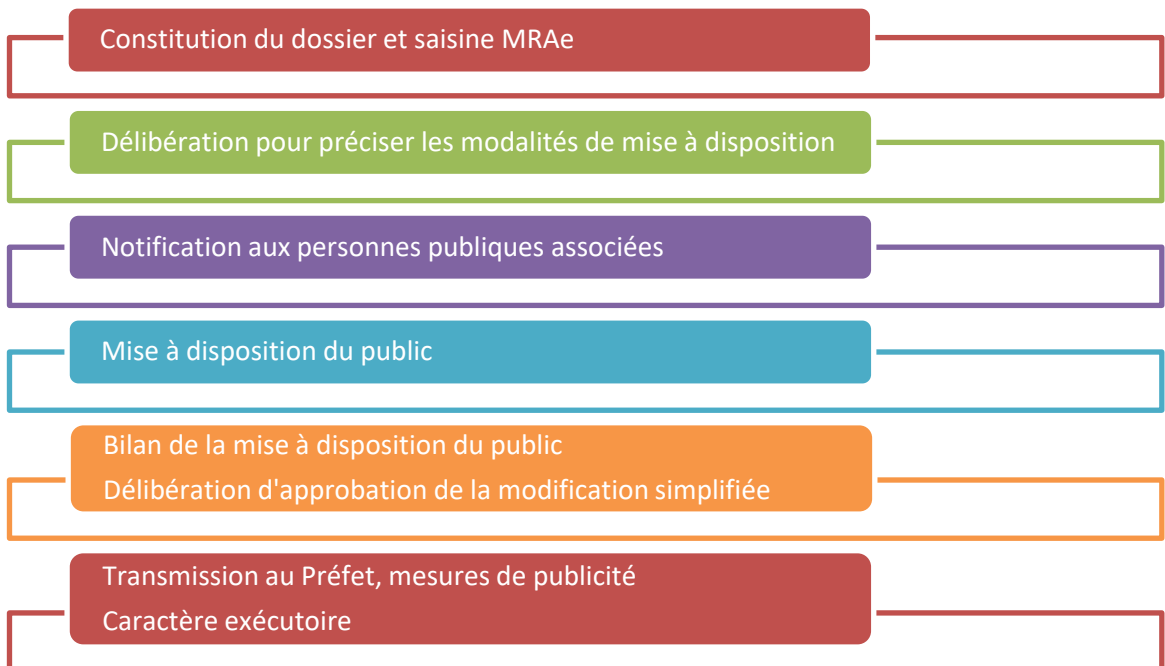 Constitution du dossier et saisine MRAe
Délibération pour préciser les modalités de mise à disposition
Notification aux personnes publiques associées
Mise à disposition du public
Bilan de la mise à disposition du public
Délibération d'approbation de la modification simplifiée
Transmission au Préfet, mesures de publicité
Caractère exécutoire